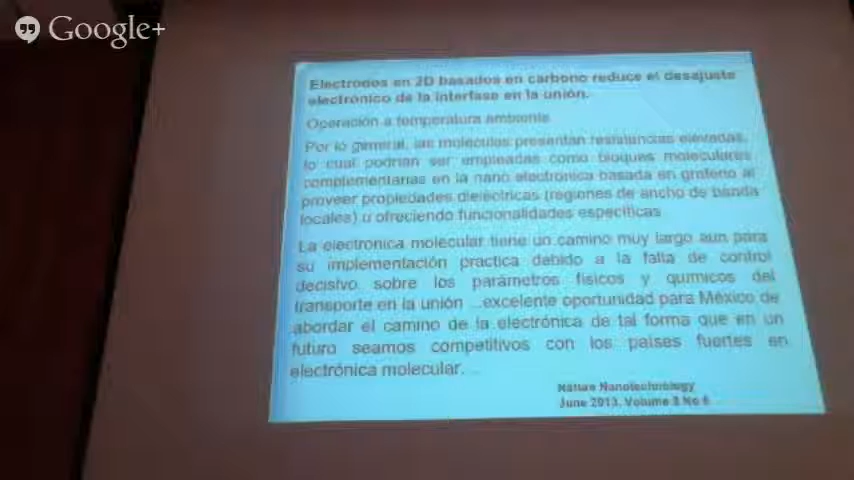 Google+
Electrodos en 2D basados en carbono reduce el desajuste
electrónico de la interfase en la unión.
Operación a temperatura ambiente
Por lo general, las moléculas presentan resistencias elevadas,
lo cual podrían ser empleadas como bloques moleculares
complementarias en la nano electrónica basada en grafeno al
proveer propiedades dieléctricas (regiones de ancho de banda
locales) u ofreciendo funcionalidades específicas
La electrónica molecular tiene un camino muy largo aun para
su implementación practica debido a la falta de control
decisivo sobre los parámetros físicos y químicos del
transporte en la unión ...excelente oportunidad para México de
abordar el camino de la electrónica de tal forma que en un
futuro seamos competitivos con los países fuertes en
electrónica molecular...
Nature Nanotechnology
June 2013, Volume 8 No 6